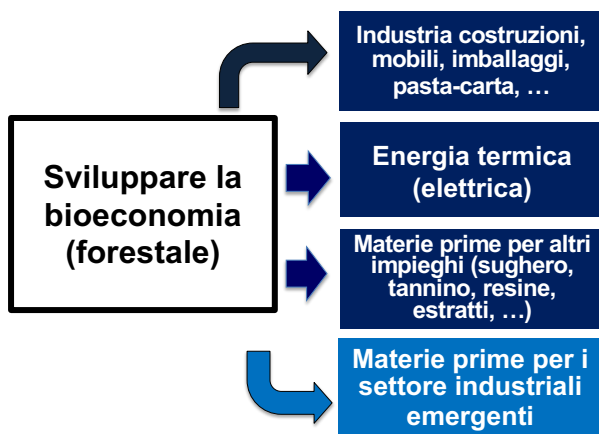 Industria costruzioni,
mobili, imballaggi,
pasta-carta, …
Sviluppare la
bioeconomia
(forestale)
Energia termica
(elettrica)
Materie prime per altri
impieghi (sughero,
tannino, resine,
estratti, …)
Materie prime per i
settore industriali
emergenti